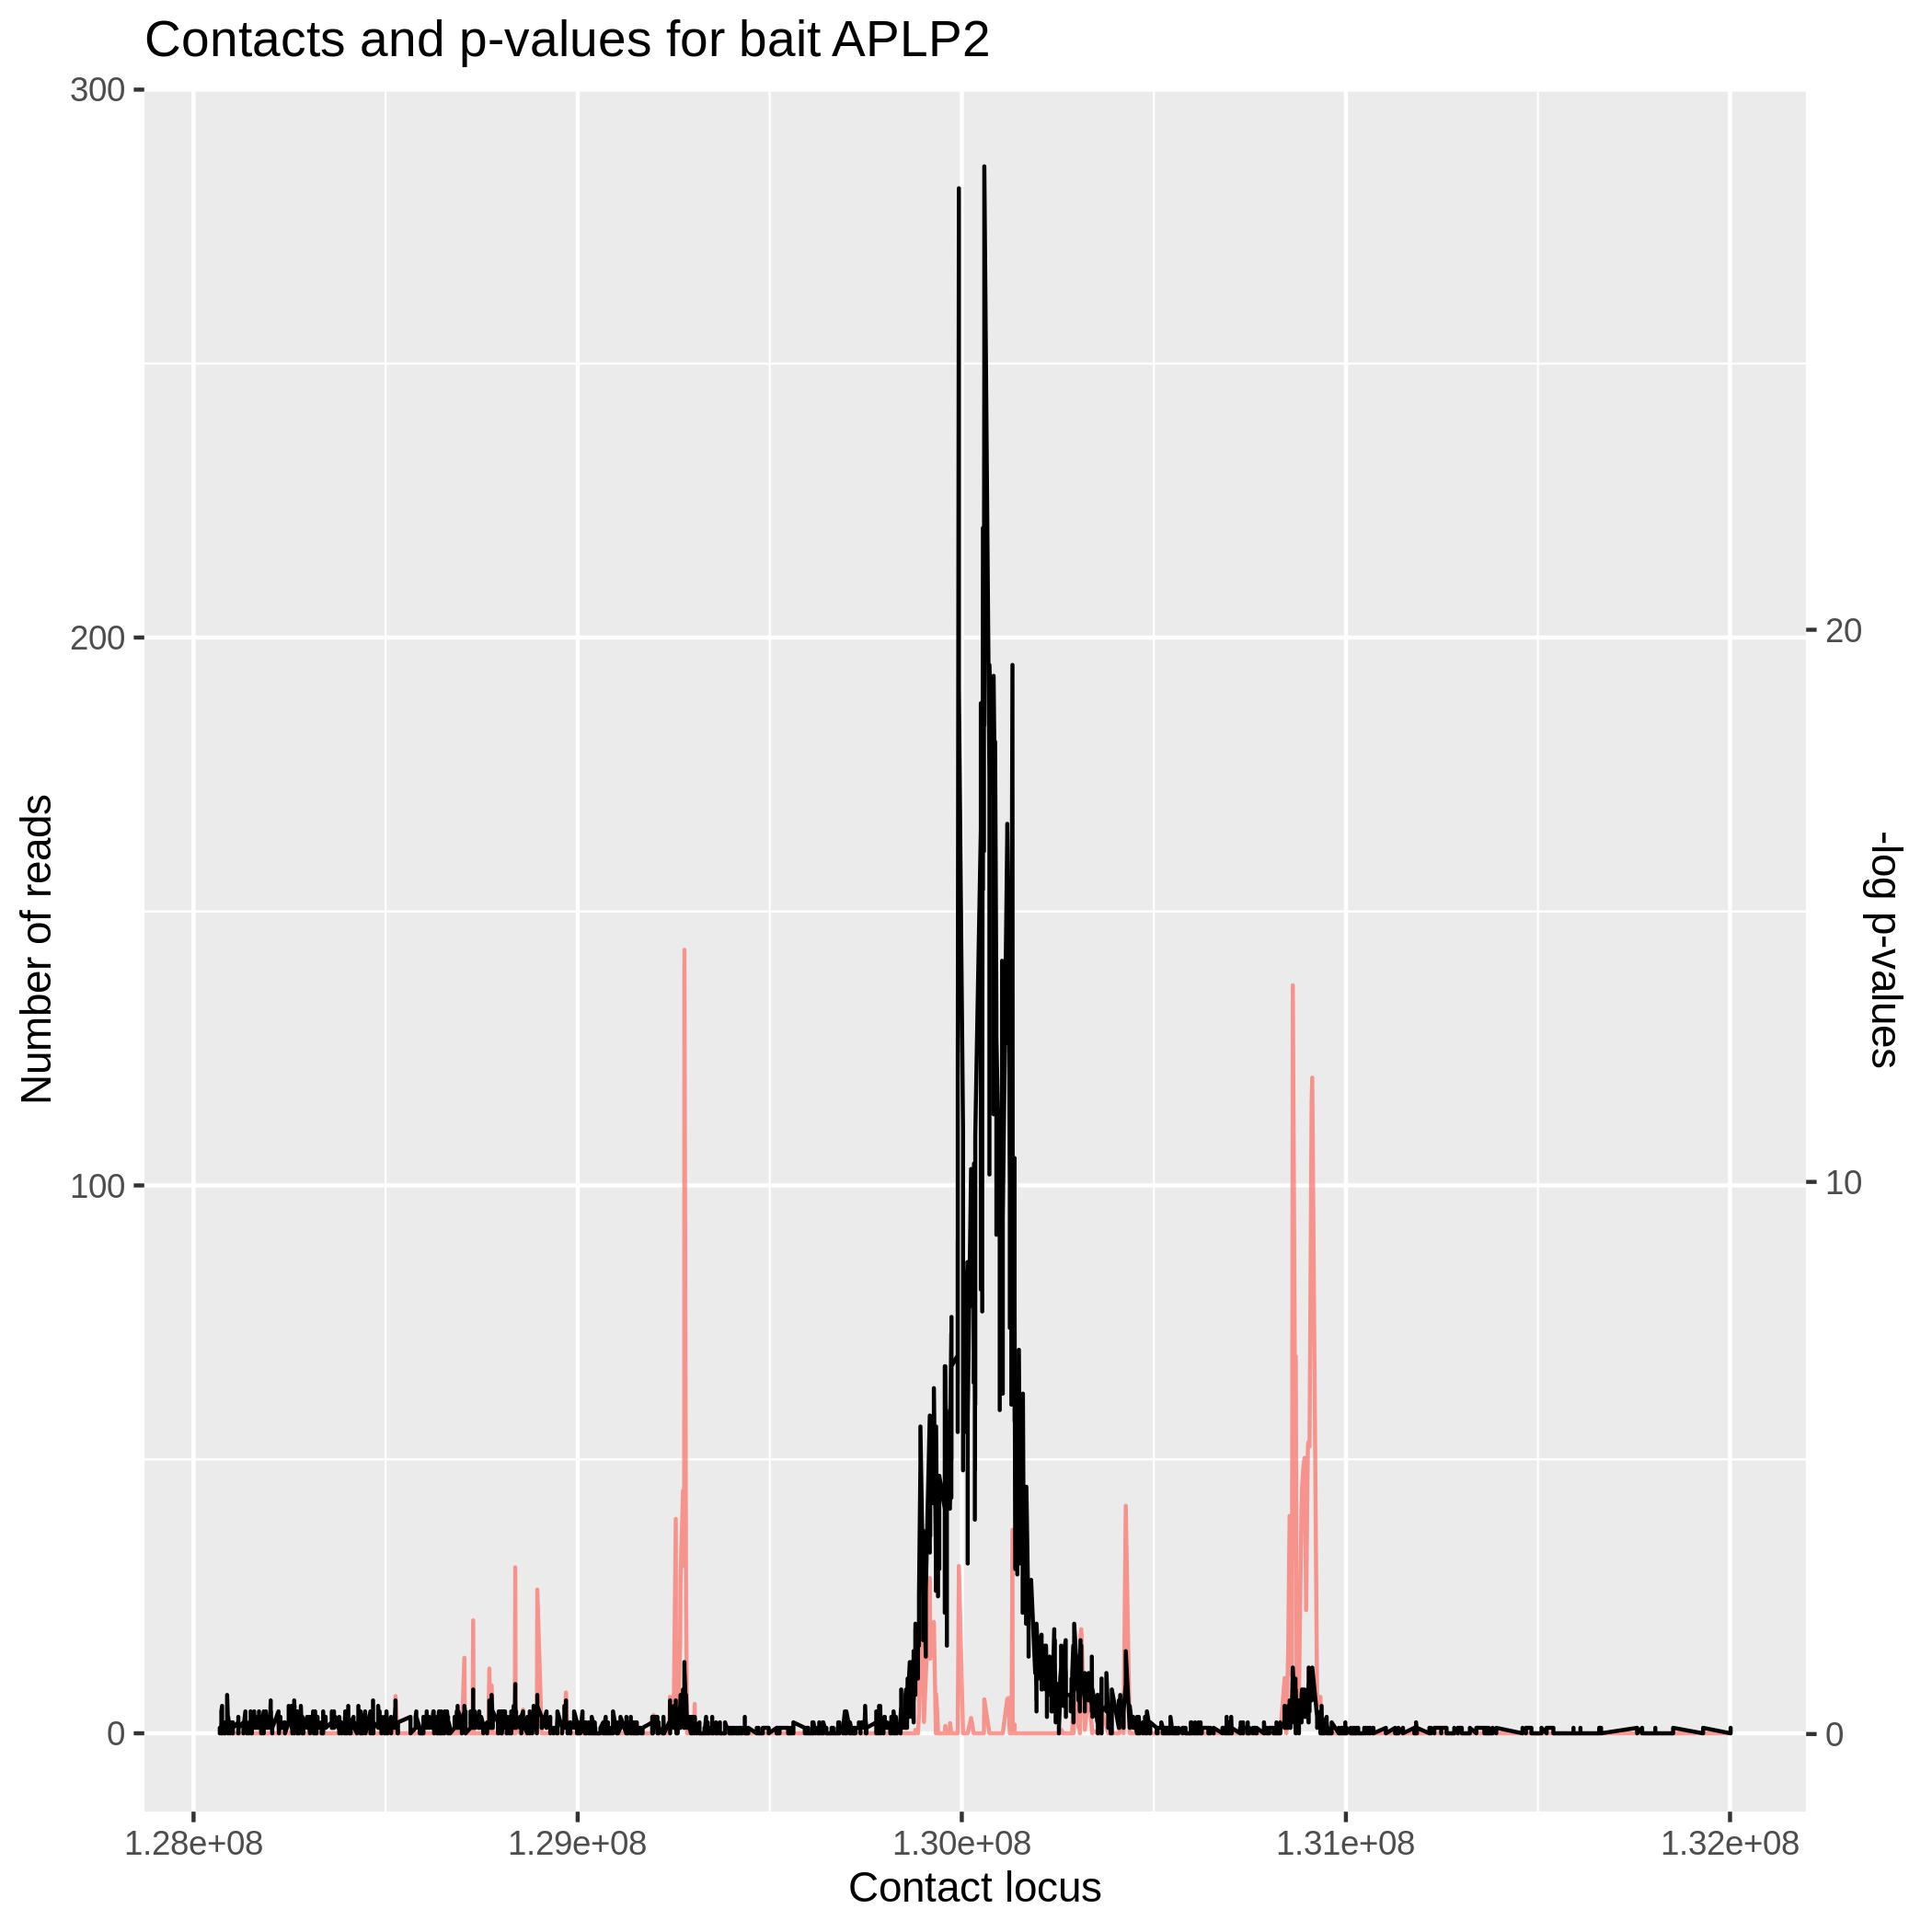 Contacts and p-values for bait APLP2
300
200
100
0
Number of reads
20
10
0
-log p-values
1.28e+08
1.29e+08
1.30e+08
1.31e+08
1.32e+08
Contact locus